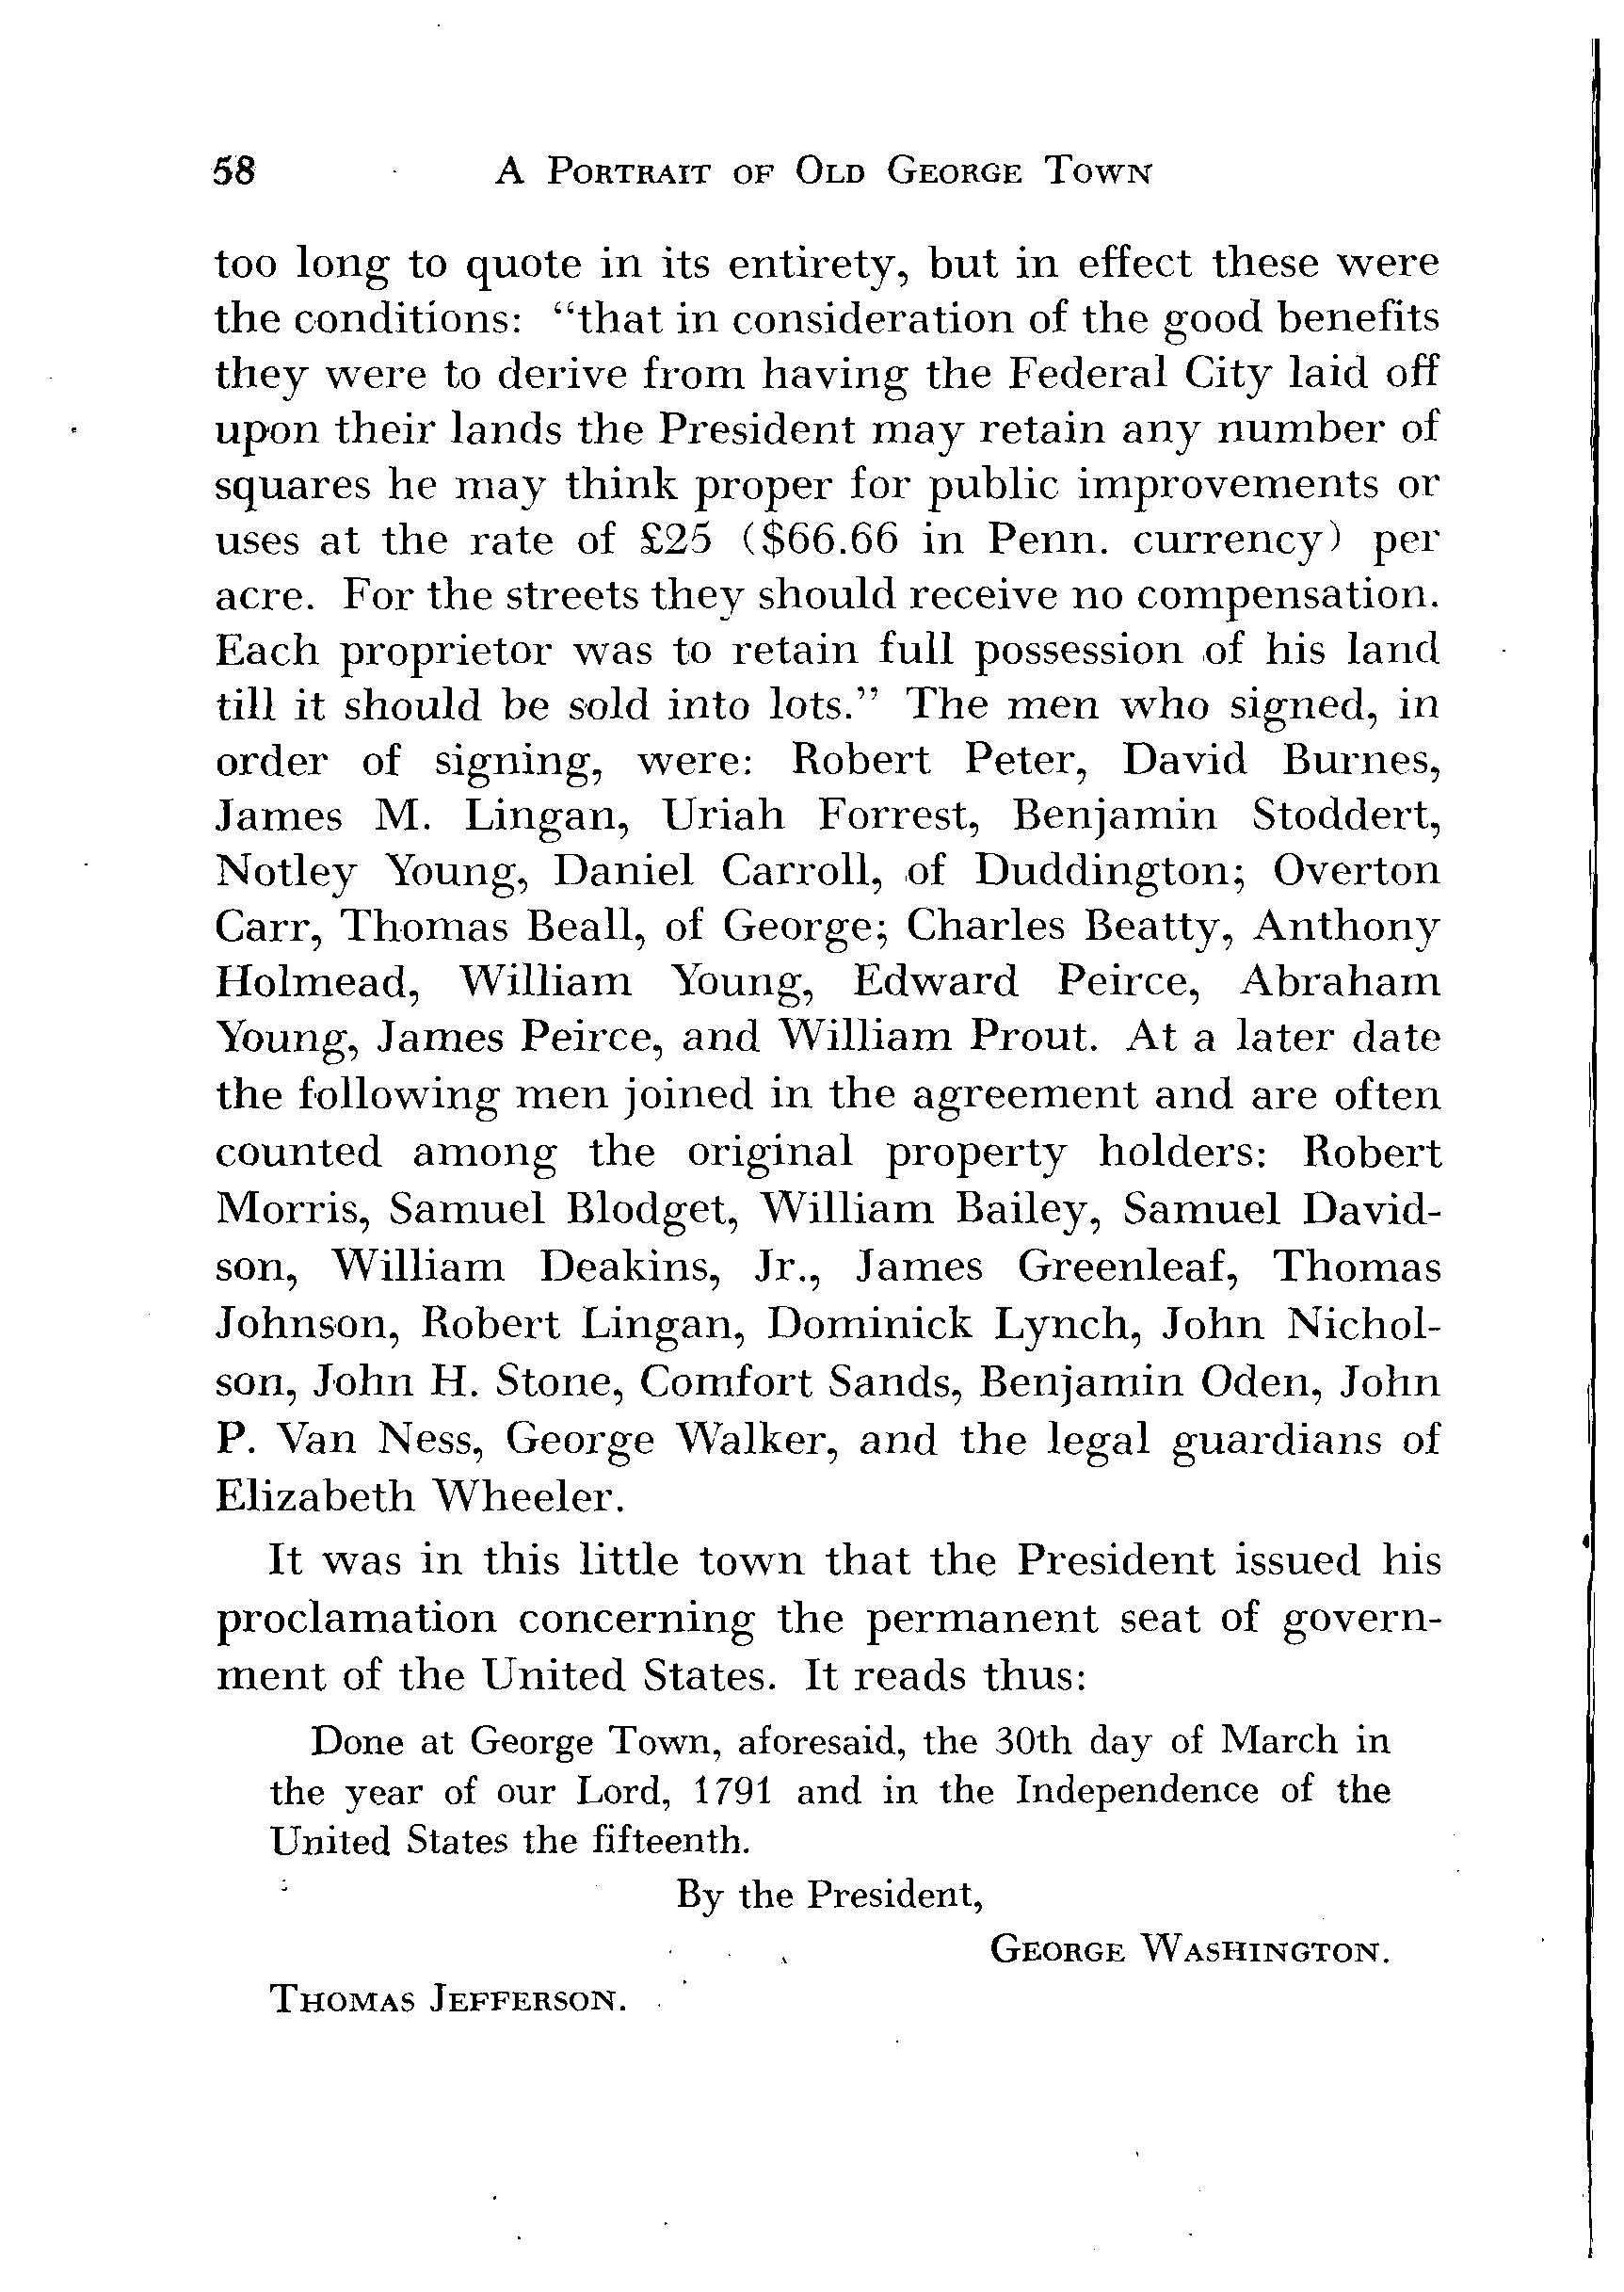 58 A PORTRAIT OF OLD GEORGE TOWN
too long to quote in its entirety, but in effect these were
the conditions: "that in consideration of the good benefits
they were to derive from having the Federal City laid off
upon their lands the President may retain any number of
squares he may think proper for public improvements or
uses at the rate of £25 ($66.66 in Penn. currency) per
acre. For the streets they should receive no compensation.
Each proprietor was to retain full possession of his land
till it should be sold into lots." The men who signed, in
order of signing, were: Robert Peter, David Burnes,
James M. Lingan, Uriah Forrest, Benjamin Stoddert,
Notley Young, Daniel Carroll, of Duddington; Overton
Carr, Thomas Beall, of George; Charles Beatty, Anthony
Holmead, William Young, Edward Peirce, Abraham
Young, James Peirce, and William Prout. At a later date
the following men joined in the agreement and are often
counted among the original property holders: Robert
Morris, Samuel Blodget, William Bailey, Samuel David-
son, William Deakins, Jr., James Greenleaf, Thomas
Johnson, Robert Lingan, Dominick Lynch, John Nichol-
son, John H. Stone, Comfort Sands, Benjamin Oden, John
P. Van Ness, George Walker, and the legal guardians of
Elizabeth Wheeler.
It was in this little town that the President issued his
proclamation concerning the permanent seat of govern-
ment of the United States. It reads thus:
Done at George Town, aforesaid, the 30th day of March in
the year of our Lord, 1791 and in the Independence of the
United States the fifteenth.
By the President,
GEORGE WASHINGTON.
THOMAS JEFFERSON.